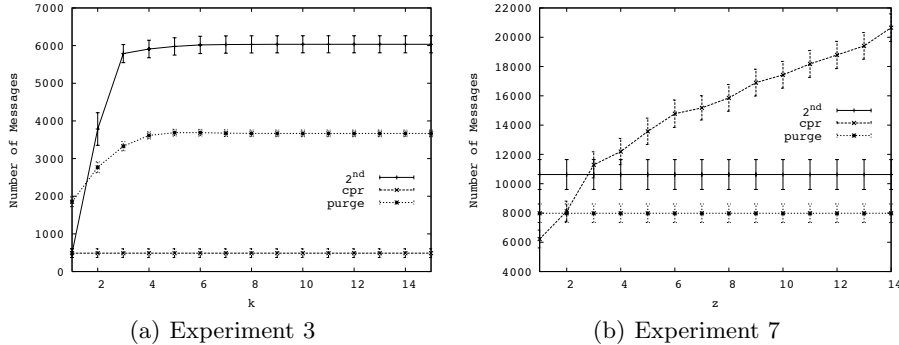 7000
6000
5000
4000
3000
2000
1000
0
Number of Messages
2nd
cpr
purge
2 4 6 8 10 12 14
k
(a) Experiment 3
22000
20000
18000
16000
14000
12000
10000
8000
6000
4000
Number of Messages
2nd
cpr
purge
2 4 6 8 10 12 14
z
(b) Experiment 7